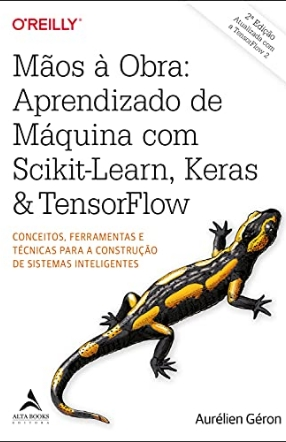 O'REILLY®
2ª Edição
Atualizada com
a TensorFlow 2
Mãos à Obra:
Aprendizado de
Máquina com
Scikit-Learn, Keras
& TensorFlow
CONCEITOS, FERRAMENTAS E
TÉCNICAS PARA A CONSTRUÇÃO
DE SISTEMAS INTELIGENTES
ALTA BOOKS
EDITORA
Aurélien Géron